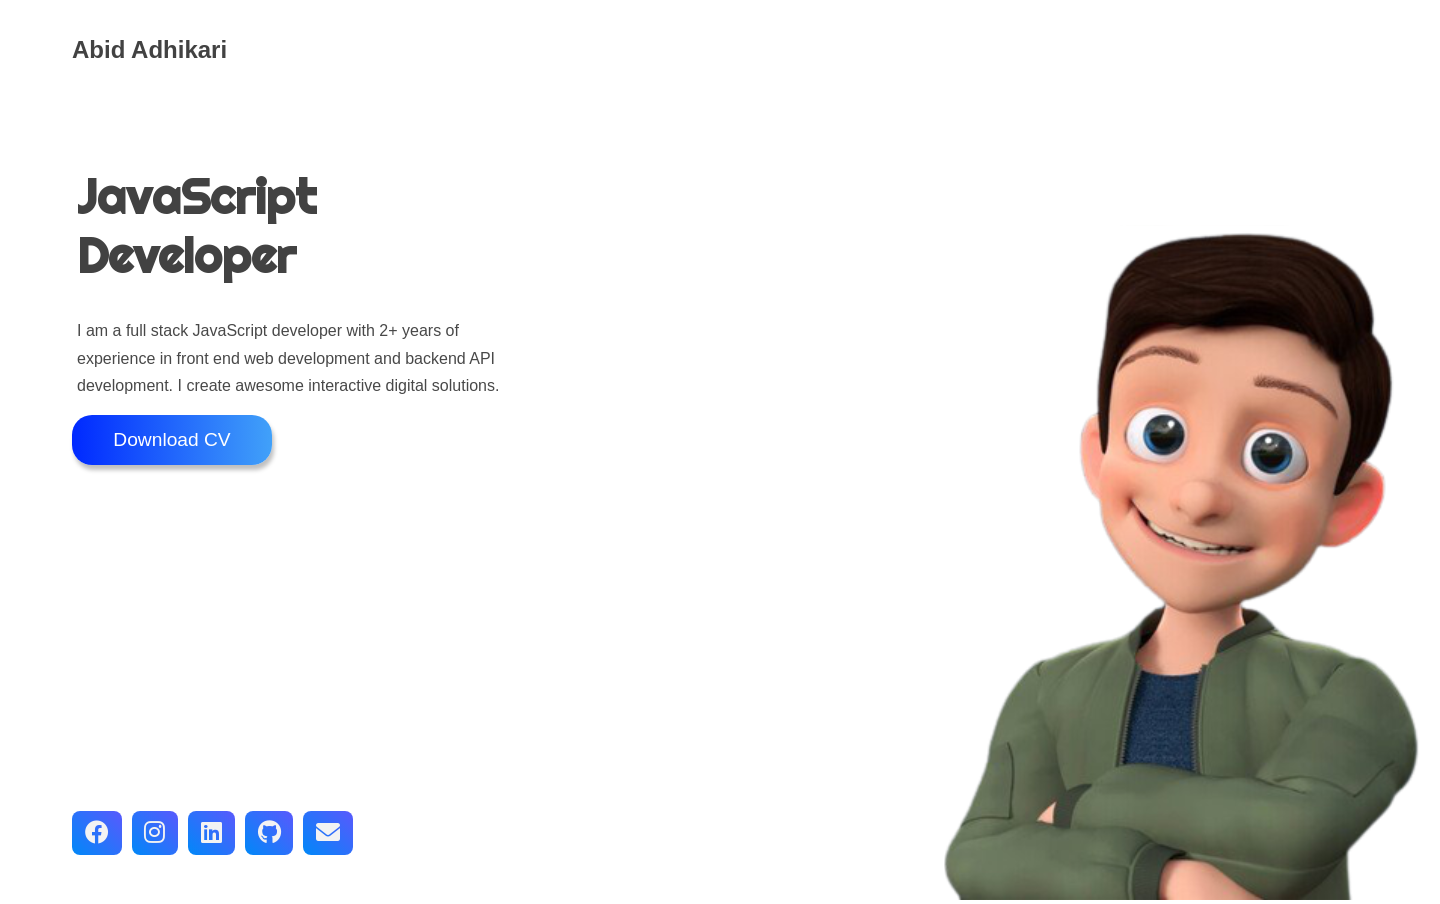 Abid Adhikari
JavaScript
Developer
I am a full stack JavaScript developer with 2+ years of
experience in front end web development and backend API
development. I create awesome interactive digital solutions.
Download CV